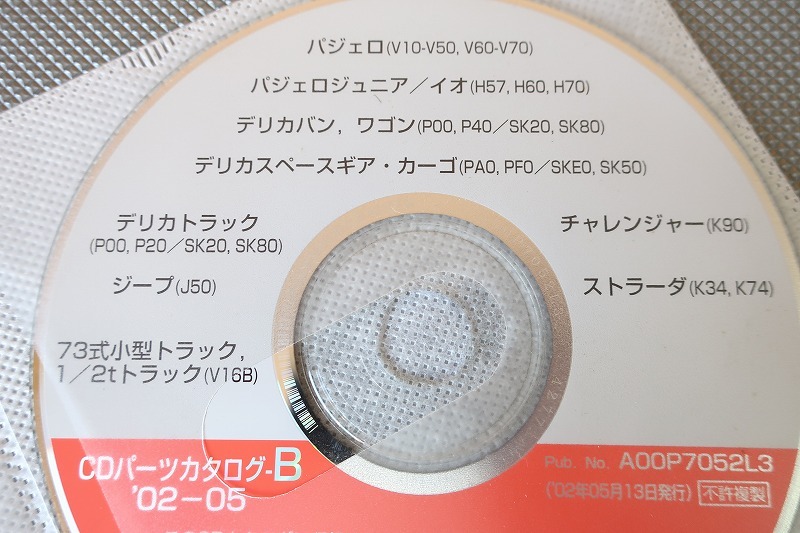 パジェロ(V10-V50, V60-V70)
パジェロジュニア／イオ(H57, H60, H70)
デリカバン, ワゴン(P00, P40／SK20, SK80)
デリカスペースギア・カーゴ(PA0, PF0／SKE0, SK50)
デリカトラック
(P00, P20／SK20, SK80)
チャレンジャー(K90)
ジープ(J50)
ストラーダ(K34, K74)
73式小型トラック,
1／2tトラック(V16B)
CDパーツカタログ-B
'02－05
Pub. No. A00P7052L3
('02年05月13日発行) 不許複製